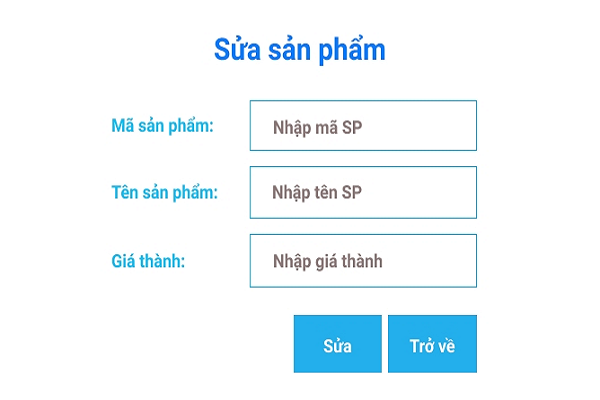 Sửa sản phẩm
Mã sản phẩm: Nhập mã SP
Tên sản phẩm: Nhập tên SP
Giá thành: Nhập giá thành
Sửa Trở về